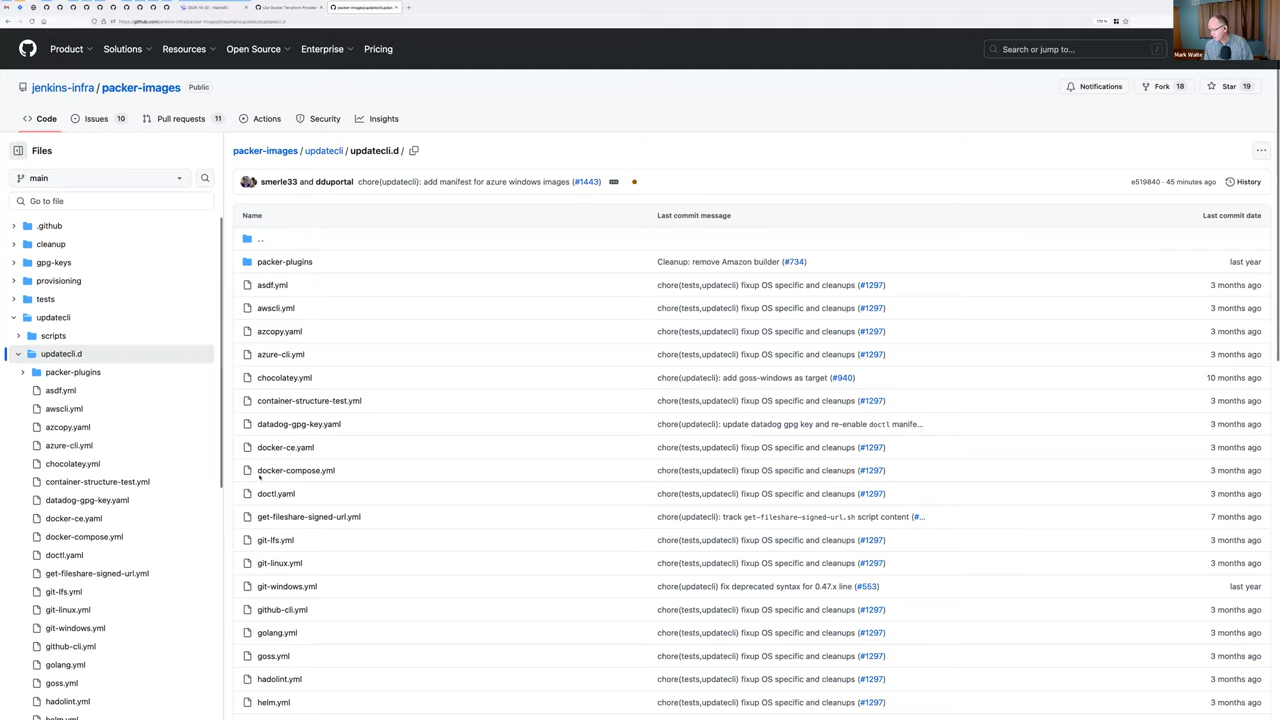 2024-10-22 - HackMD
Use Docker Terraform Provider
packer-images/updatecli/updatecli.d
170 %
Mark Waite
Product
Solutions
Resources
Open Source
Enterprise
Pricing
Search or jump to...
/
jenkins-infra / packer-images
Public
Notifications
Fork 18
Star 19
Code
Issues 10
Pull requests 11
Actions
Security
Insights
Files
main
Go to file
.github
cleanup
gpg-keys
provisioning
tests
updatecli
scripts
updatecli.d
packer-plugins
asdf.yml
awscli.yml
azcopy.yaml
azure-cli.yml
chocolatey.yml
container-structure-test.yml
datadog-gpg-key.yaml
docker-ce.yaml
docker-compose.yml
doctl.yaml
get-fileshare-signed-url.yml
git-lfs.yml
git-linux.yml
git-windows.yml
github-cli.yml
golang.yml
goss.yml
hadolint.yml
helm.yml
packer-images / updatecli / updatecli.d /
smerle33 and dduportal chore(updatecli): add manifest for azure windows images (#1443)
e519840 · 45 minutes ago
History
Name Last commit message Last commit date
..
packer-plugins Cleanup: remove Amazon builder (#734) last year
asdf.yml chore(tests,updatecli) fixup OS specific and cleanups (#1297) 3 months ago
awscli.yml chore(tests,updatecli) fixup OS specific and cleanups (#1297) 3 months ago
azcopy.yaml chore(tests,updatecli) fixup OS specific and cleanups (#1297) 3 months ago
azure-cli.yml chore(tests,updatecli) fixup OS specific and cleanups (#1297) 3 months ago
chocolatey.yml chore(updatecli): add goss-windows as target (#940) 10 months ago
container-structure-test.yml chore(tests,updatecli) fixup OS specific and cleanups (#1297) 3 months ago
datadog-gpg-key.yaml chore(updatecli): update datadog gpg key and re-enable doctl manife... 3 months ago
docker-ce.yaml chore(tests,updatecli) fixup OS specific and cleanups (#1297) 3 months ago
docker-compose.yml chore(tests,updatecli) fixup OS specific and cleanups (#1297) 3 months ago
doctl.yaml chore(tests,updatecli) fixup OS specific and cleanups (#1297) 3 months ago
get-fileshare-signed-url.yml chore(updatecli): track get-fileshare-signed-url.sh script content (#... 7 months ago
git-lfs.yml chore(tests,updatecli) fixup OS specific and cleanups (#1297) 3 months ago
git-linux.yml chore(tests,updatecli) fixup OS specific and cleanups (#1297) 3 months ago
git-windows.yml chore(updatecli) fix deprecated syntax for 0.47.x line (#553) last year
github-cli.yml chore(tests,updatecli) fixup OS specific and cleanups (#1297) 3 months ago
golang.yml chore(tests,updatecli) fixup OS specific and cleanups (#1297) 3 months ago
goss.yml chore(tests,updatecli) fixup OS specific and cleanups (#1297) 3 months ago
hadolint.yml chore(tests,updatecli) fixup OS specific and cleanups (#1297) 3 months ago
helm.yml chore(tests,updatecli) fixup OS specific and cleanups (#1297) 3 months ago